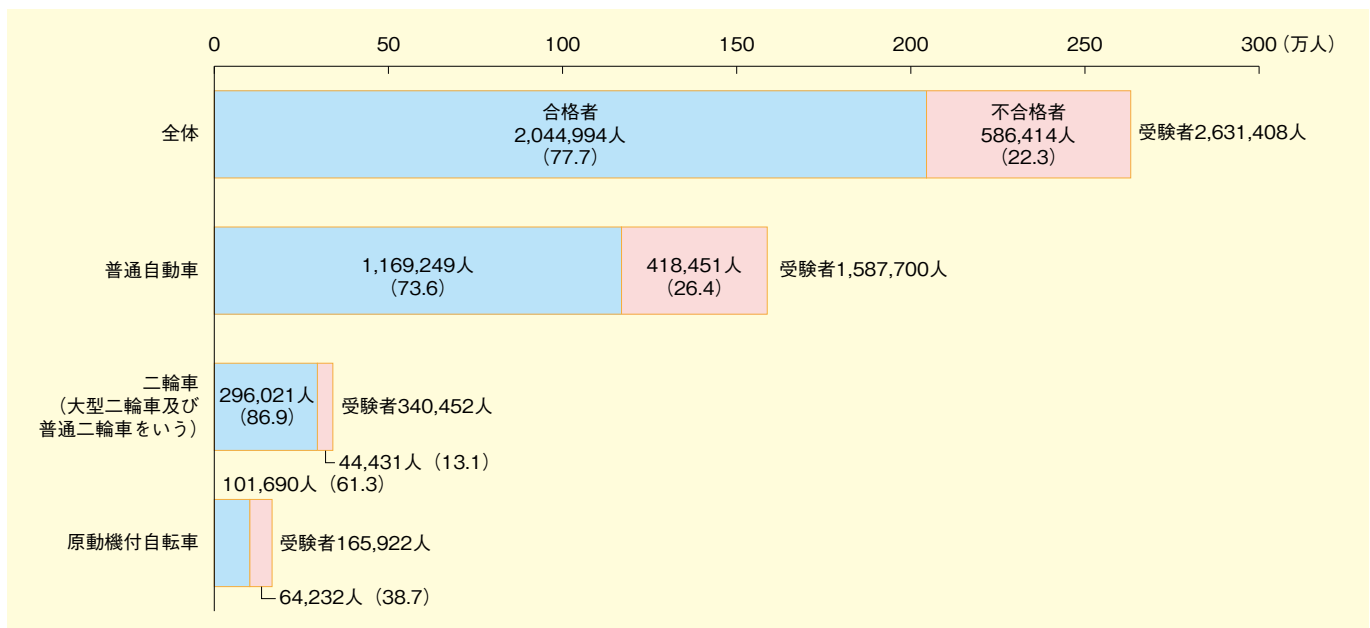 0 50 100 150 200 250 300（万人）
全体
合格者
2,044,994人
（77.7）
不合格者
586,414人
（22.3）
受験者2,631,408人
普通自動車
1,169,249人
（73.6）
418,451人
（26.4）
受験者1,587,700人
二輪車
（大型二輪車及び
普通二輪車をいう）
296,021人
（86.9）
受験者340,452人
44,431人（13.1）
101,690人（61.3）
原動機付自転車
受験者165,922人
64,232人（38.7）